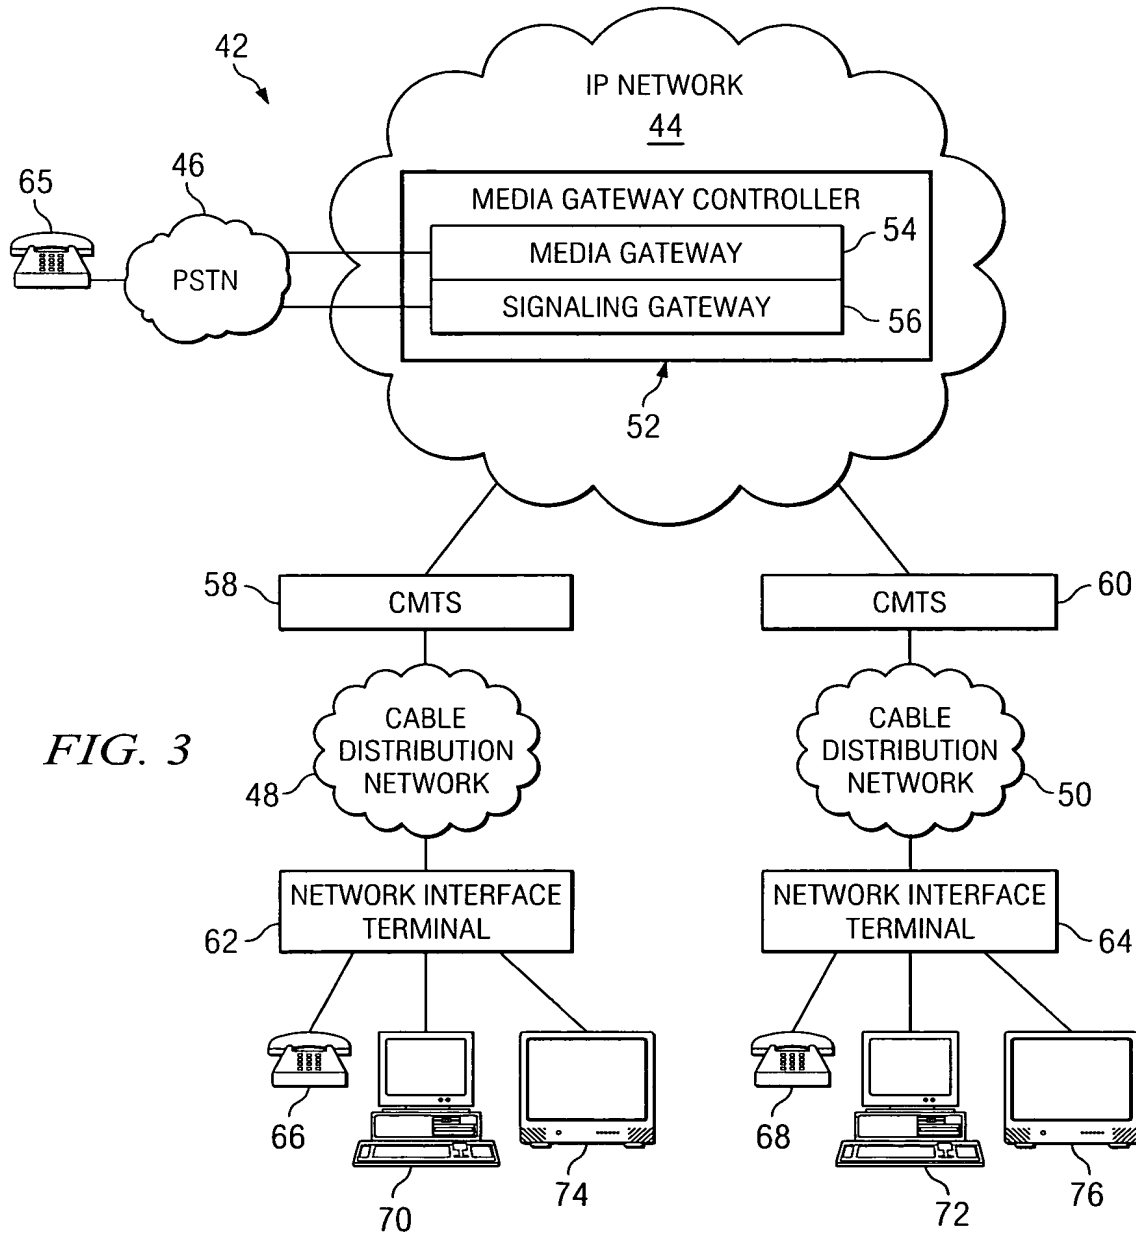 42
IP NETWORK
44
65
46
MEDIA GATEWAY CONTROLLER
PSTN
MEDIA GATEWAY
54
SIGNALING GATEWAY
56
52
58
CMTS
CMTS
60
FIG. 3
CABLE
DISTRIBUTION
NETWORK
48
CABLE
DISTRIBUTION
NETWORK
50
NETWORK INTERFACE
TERMINAL
62
NETWORK INTERFACE
TERMINAL
64
66
70
74
68
72
76